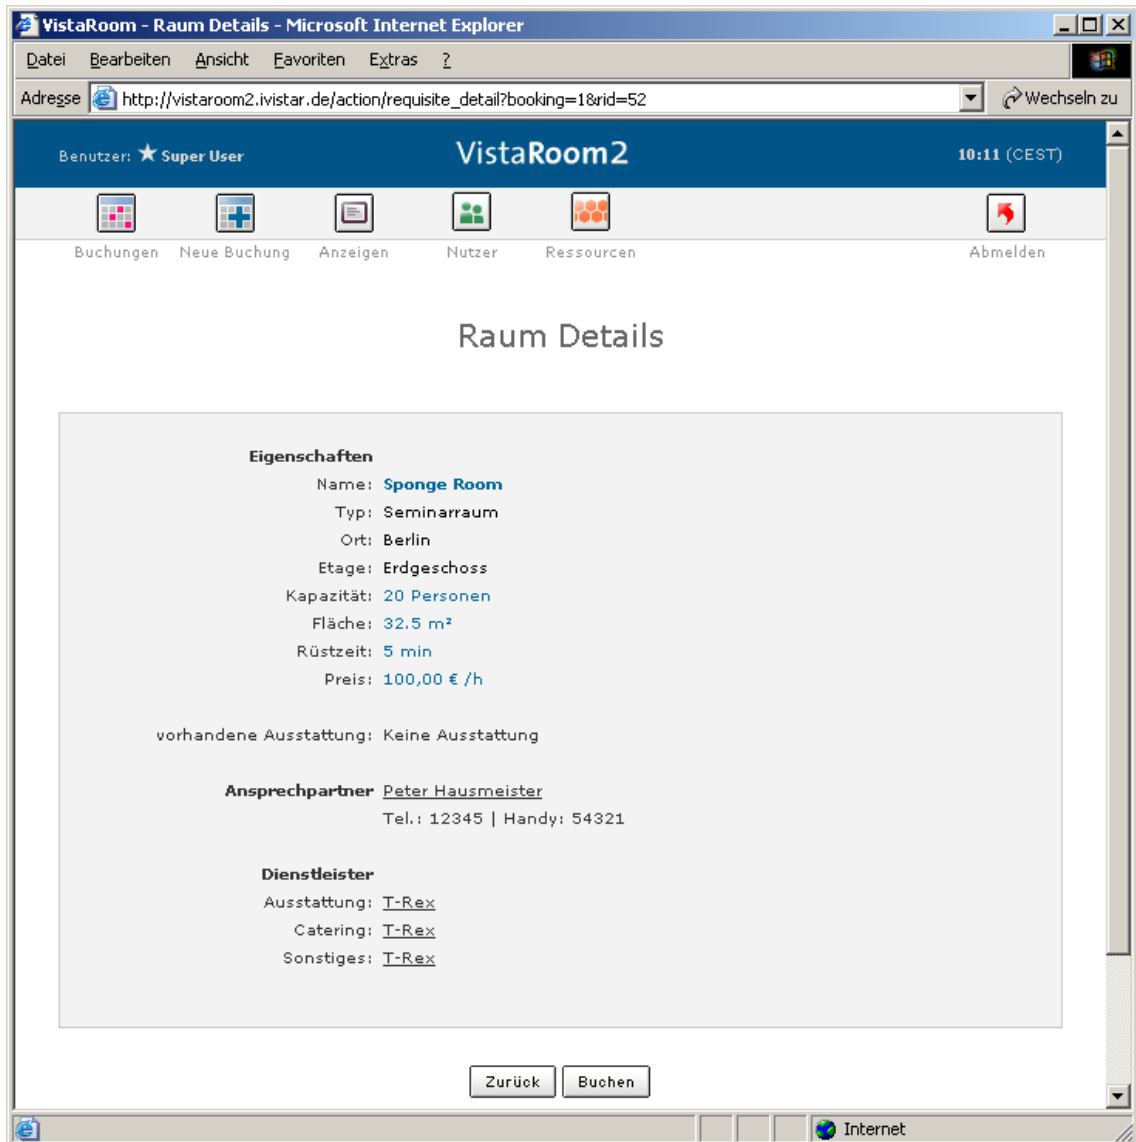 VistaRoom - Raum Details - Microsoft Internet Explorer
Datei Bearbeiten Ansicht Favoriten Extras ?
Adresse http://vistaroom2.ivistar.de/action/requisite_detail?booking=1&rid=52 Wechseln zu
Benutzer: Super User VistaRoom2 10:11 (CEST)
Buchungen Neue Buchung Anzeigen Nutzer Ressourcen Abmelden
Raum Details
Eigenschaften
Name: Sponge Room
Typ: Seminarraum
Ort: Berlin
Etage: Erdgeschoss
Kapazität: 20 Personen
Fläche: 32.5 m²
Rüstzeit: 5 min
Preis: 100,00 € /h
vorhandene Ausstattung: Keine Ausstattung
Ansprechpartner Peter Hausmeister
Tel.: 12345 | Handy: 54321
Dienstleister
Ausstattung: T-Rex
Catering: T-Rex
Sonstiges: T-Rex
Zurück Buchen
Internet